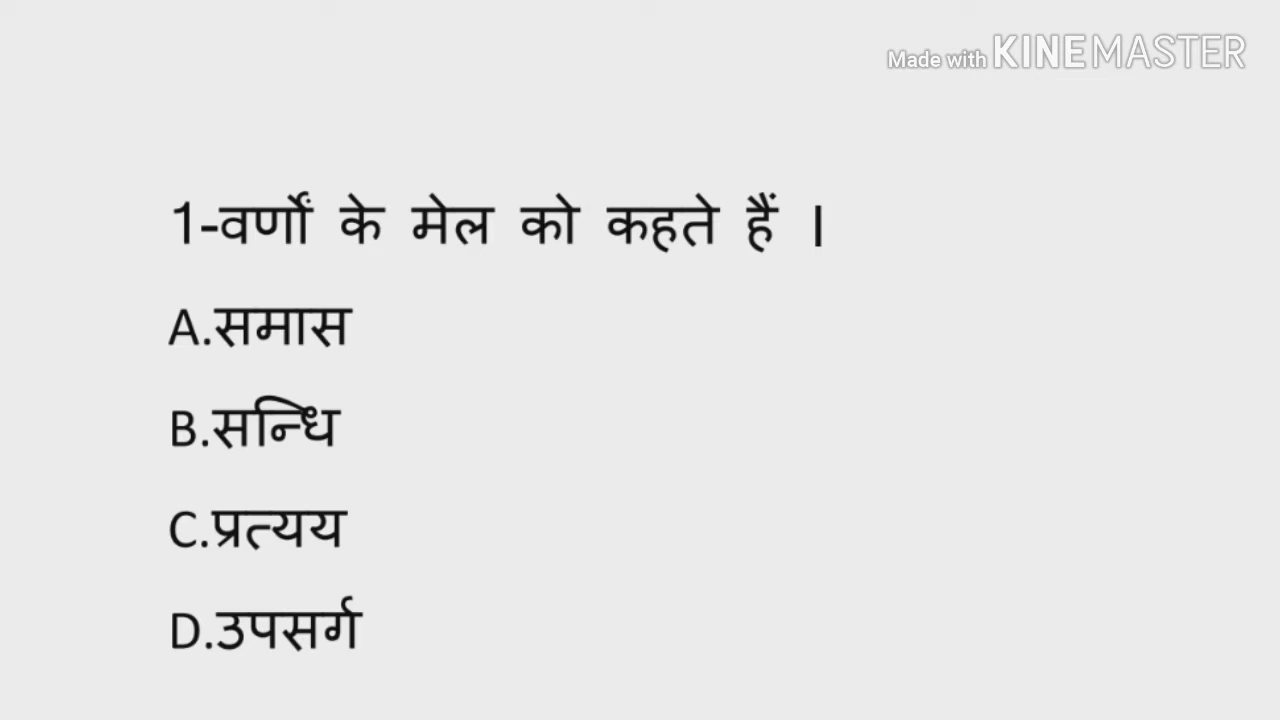 Made with KINEMASTER
1-वर्णों के मेल को कहते हैं ।
A.समास
B.सन्धि
C.प्रत्यय
D.उपसर्ग